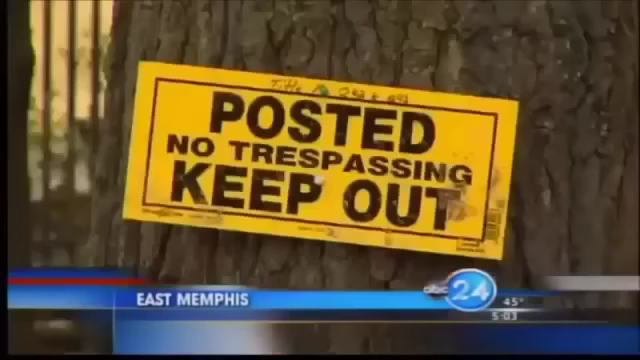 POSTED
NO TRESPASSING
KEEP OUT
EAST MEMPHIS
abc 24
45°
5:03